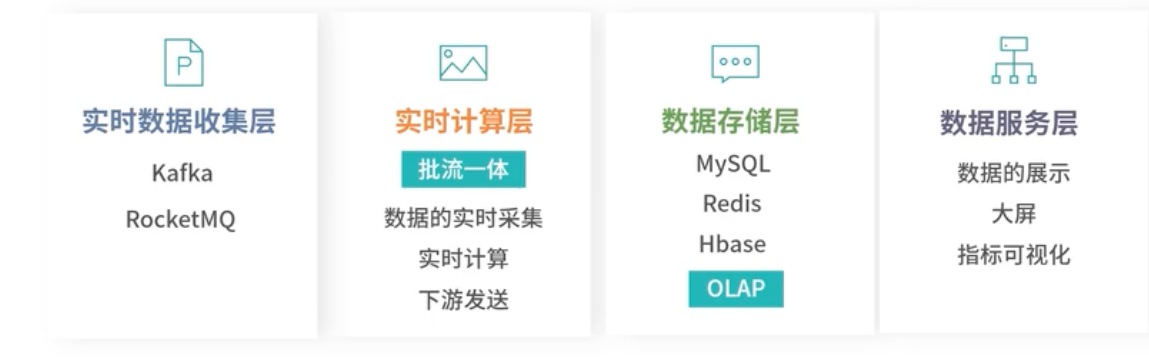 P
实时数据收集层
Kafka
RocketMQ
实时计算层
批流一体
数据的实时采集
实时计算
下游发送
数据存储层
MySQL
Redis
Hbase
OLAP
数据服务层
数据的展示
大屏
指标可视化